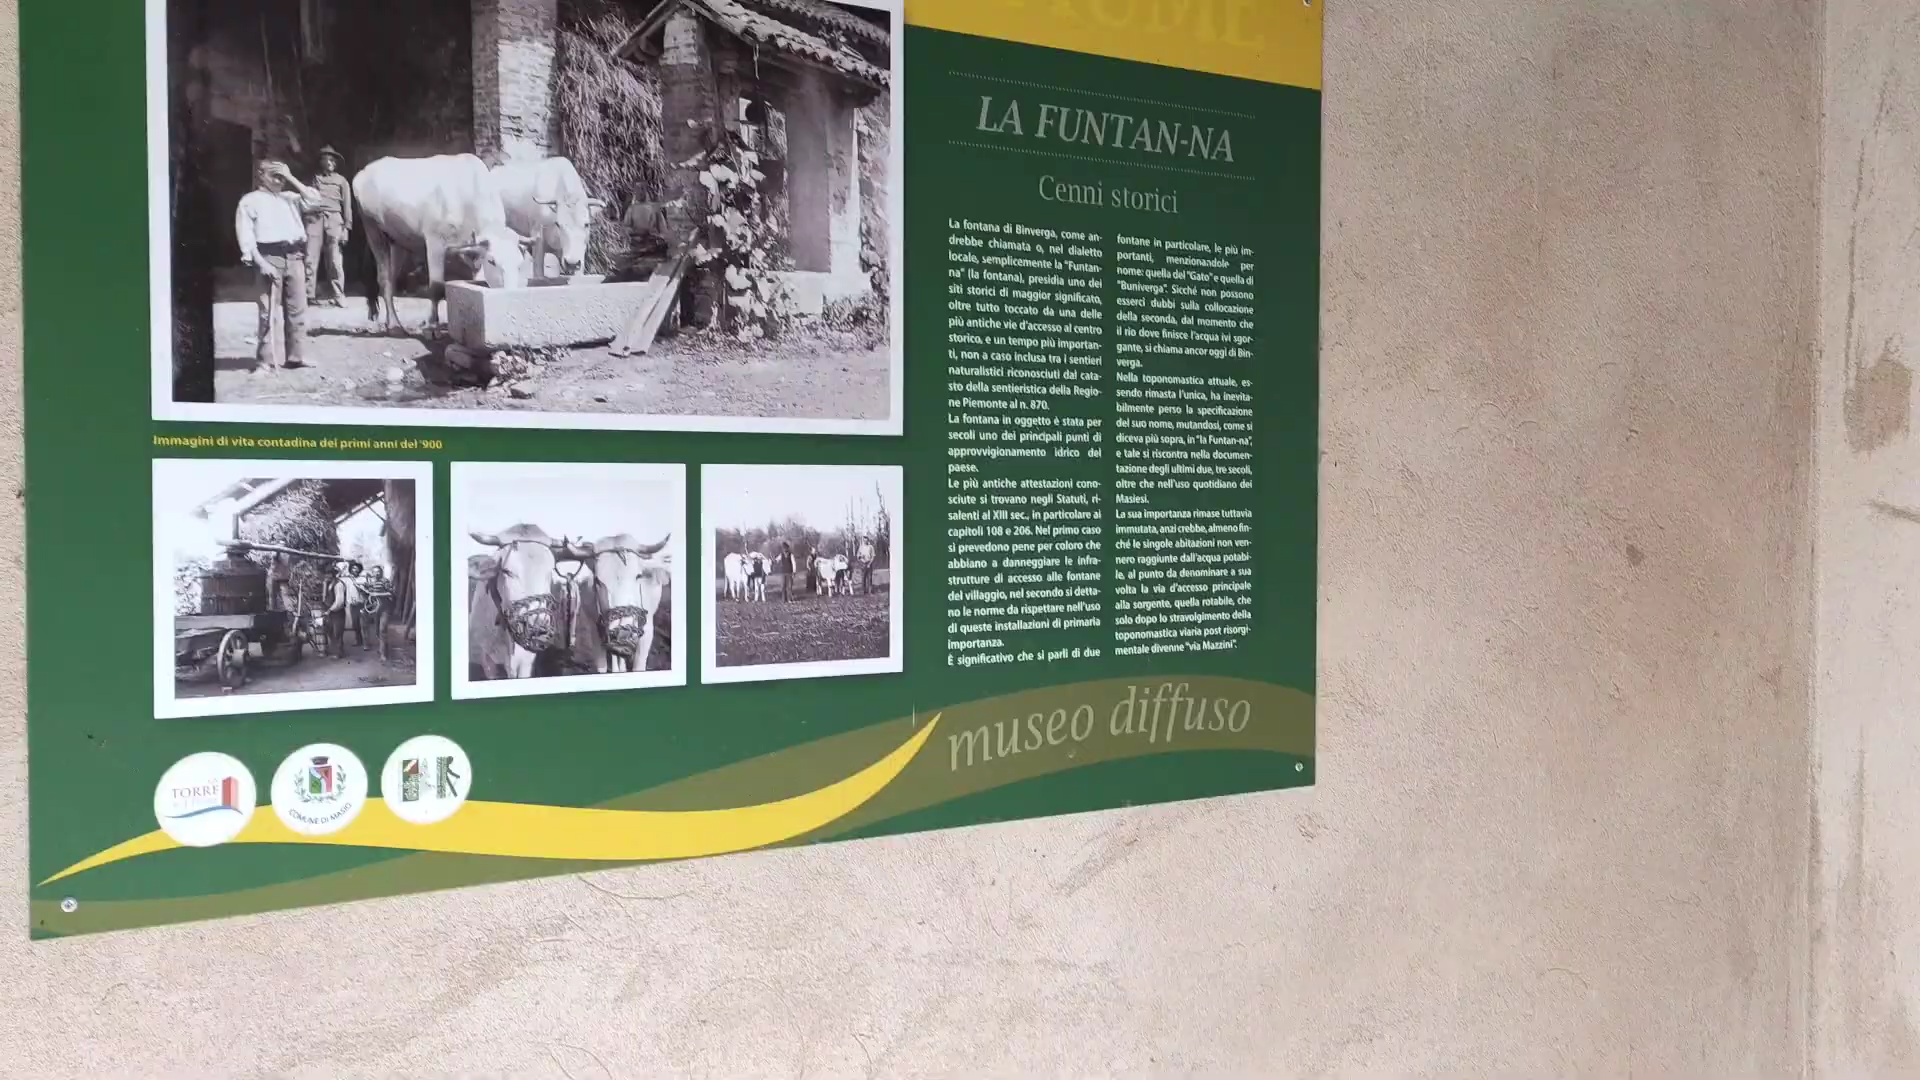 LA FUNTAN-NA
Cenni storici
La fontana di Binverga, come an-
drebbe chiamata o, nel dialetto
locale, semplicemente la "Funtan-
na" (la fontana), presidia uno dei
siti storici di maggior significato,
oltre tutto toccato da una delle
più antiche vie d'accesso al centro
storico, e un tempo più importan-
ti, non a caso inclusa tra i sentieri
naturalistici riconosciuti dal cata-
sto della sentieristica della Regio-
ne Piemonte al n. 870.
La fontana in oggetto è stata per
secoli uno dei principali punti di
approvvigionamento idrico del
paese.
Le più antiche attestazioni cono-
sciute si trovano negli Statuti, ri-
salenti al XIII sec., in particolare ai
capitoli 108 e 206. Nel primo caso
si prevedono pene per coloro che
abbiano a danneggiare le infra-
strutture di accesso alle fontane
del villaggio, nel secondo si detta-
no le norme da rispettare nell'uso
di queste installazioni di primaria
importanza.
È significativo che si parli di due
fontane in particolare, le più im-
portanti, menzionandole per
nome: quella del "Gato" e quella di
"Buniverga". Sicché non possono
esserci dubbi sulla collocazione
della seconda, dal momento che
il rio dove finisce l'acqua ivi sgor-
gante, si chiama ancor oggi di Bin-
verga.
Nella toponomastica attuale, es-
sendo rimasta l'unica, ha inevita-
bilmente perso la specificazione
del suo nome, mutandosi, come si
diceva più sopra, in "la Funtan-na",
e tale si riscontra nella documen-
tazione degli ultimi due, tre secoli,
oltre che nell'uso quotidiano dei
Masiesi.
La sua importanza rimase tuttavia
immutata, anzi crebbe, almeno fin-
ché le singole abitazioni non ven-
nero raggiunte dall'acqua potabi-
le, al punto da denominare a sua
volta la via d'accesso principale
alla sorgente, quella rotabile, che
solo dopo lo stravolgimento della
toponomastica viaria post risorgi-
mentale divenne "via Mazzini".
Immagini di vita contadina dei primi anni del '900
museo diffuso
TORRE
COMUNE DI MASIO